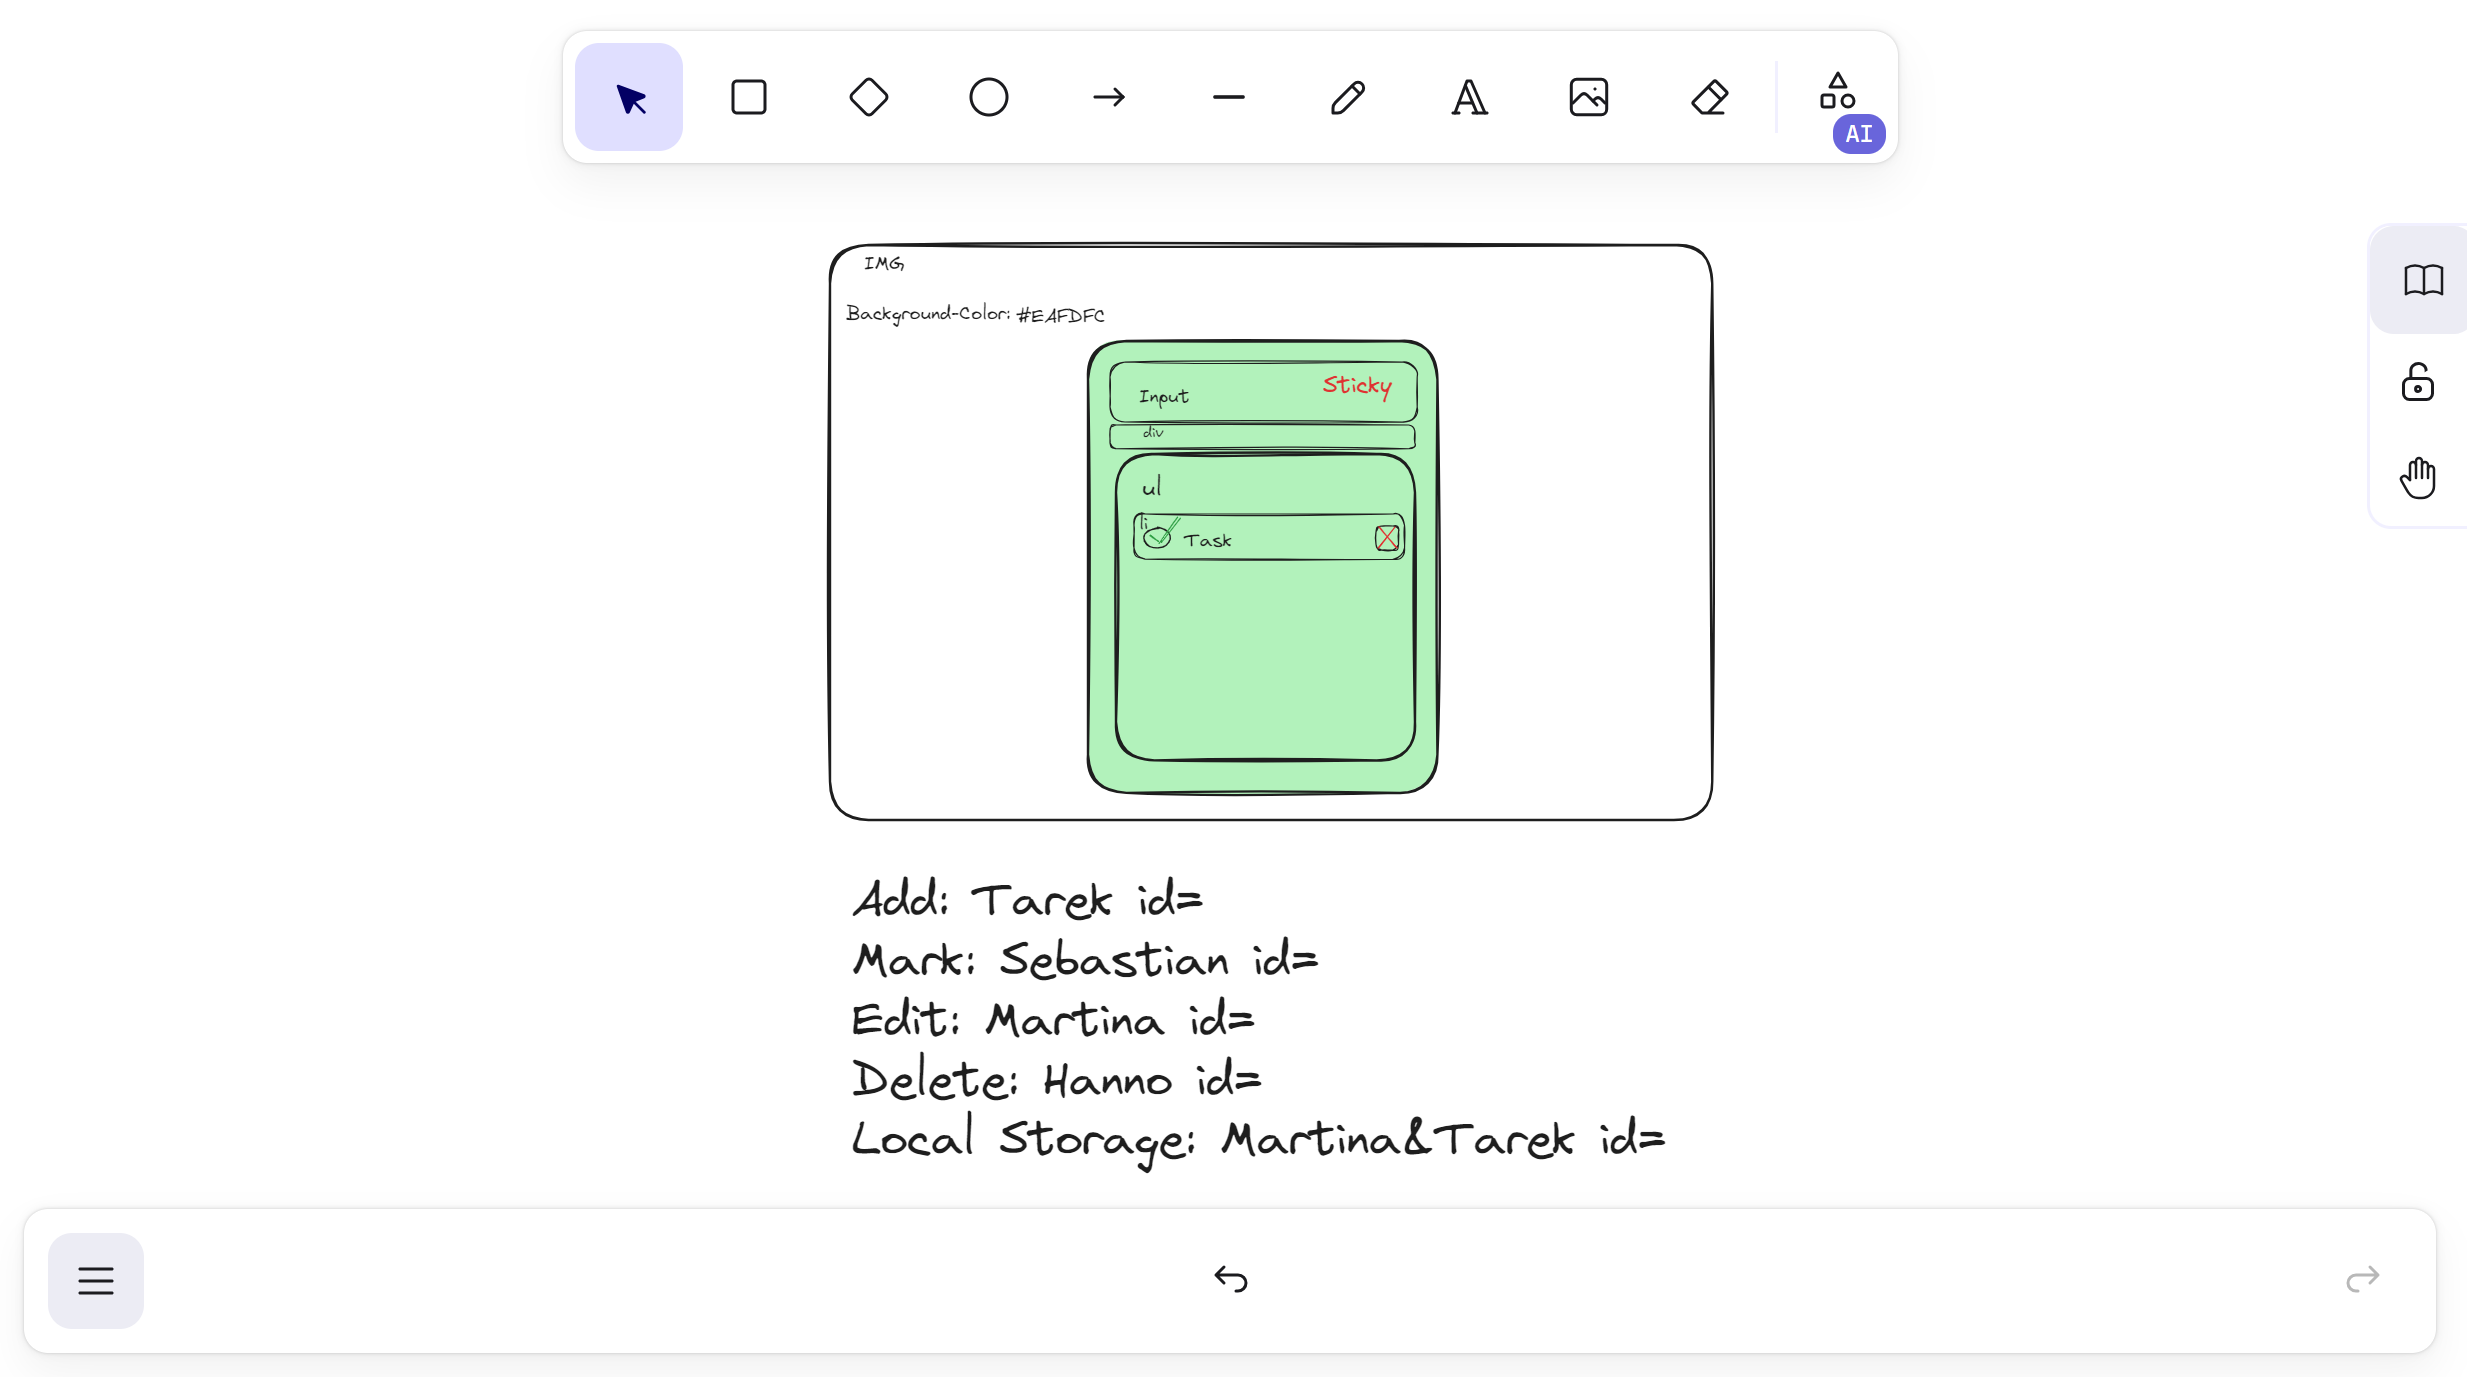 AI
IMG
Background-Color: #EAFDFC
Input
Sticky
div
ul
li
Task
Add: Tarek id=
Mark: Sebastian id=
Edit: Martina id=
Delete: Hanno id=
Local Storage: Martina&Tarek id=